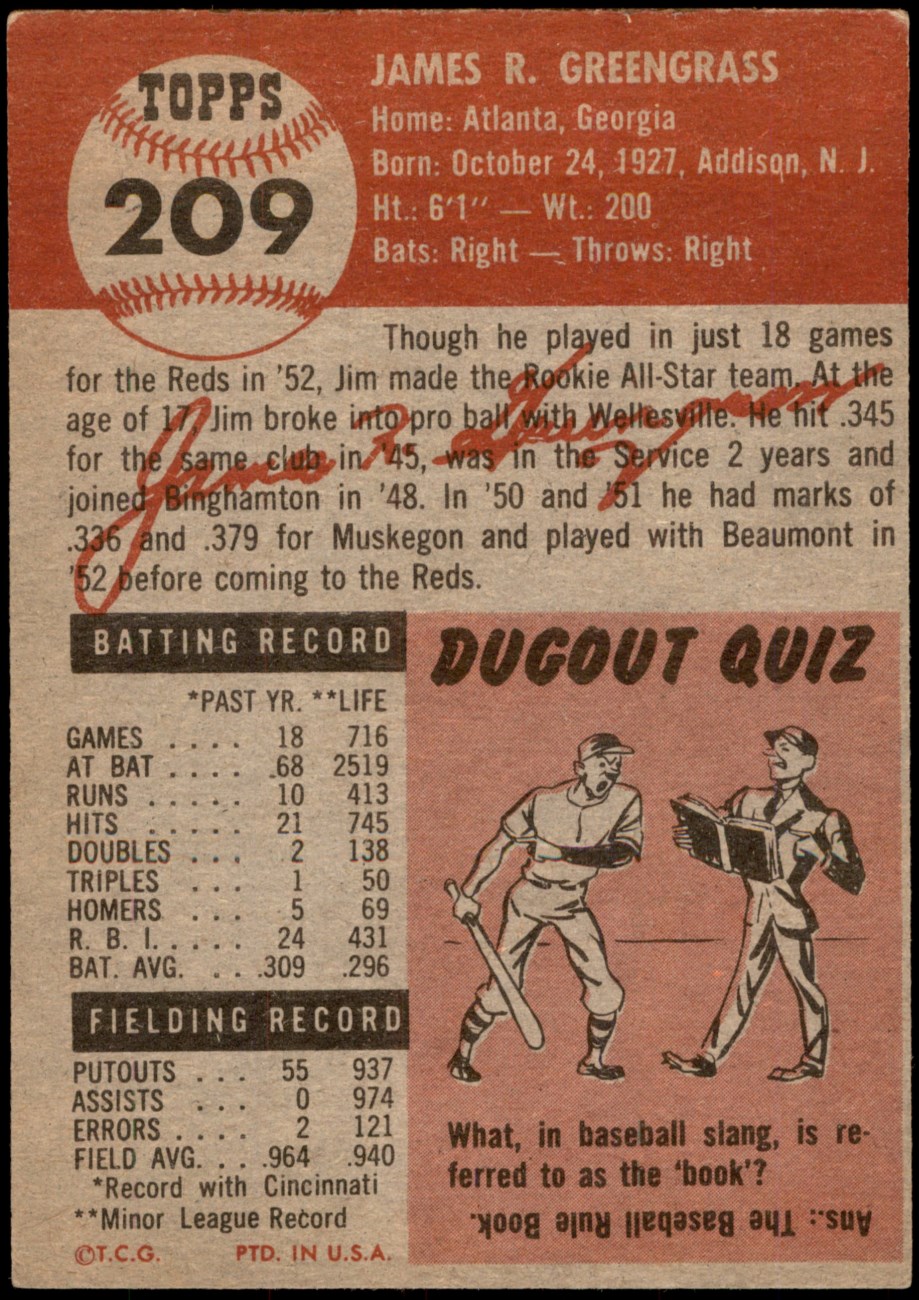 TOPPS
209
JAMES R. GREENGRASS
Home: Atlanta, Georgia
Born: October 24, 1927, Addison, N. J.
Ht.: 6'1" — Wt.: 200
Bats: Right — Throws: Right
Though he played in just 18 games
for the Reds in '52, Jim made the Rookie All-Star team. At the
age of 17, Jim broke into pro ball with Wellesville. He hit .345
for the same club in '45, was in the Service 2 years and
joined Binghamton in '48. In '50 and '51 he had marks of
.336 and .379 for Muskegon and played with Beaumont in
'52 before coming to the Reds.
James R. Greengrass
BATTING RECORD
*PAST YR. **LIFE
GAMES . . . . 18 716
AT BAT . . . . 68 2519
RUNS . . . . . 10 413
HITS . . . . . 21 745
DOUBLES . . . 2 138
TRIPLES . . . 1 50
HOMERS . . . 5 69
R. B. I. . . . . 24 431
BAT. AVG. . . .309 .296
FIELDING RECORD
PUTOUTS . . . 55 937
ASSISTS . . . 0 974
ERRORS . . . . 2 121
FIELD AVG. . . .964 .940
*Record with Cincinnati
**Minor League Record
©T.C.G. PTD. IN U.S.A.
DUGOUT QUIZ
What, in baseball slang, is re-
ferred to as the 'book'?
Ans.: The Baseball Rule Book.